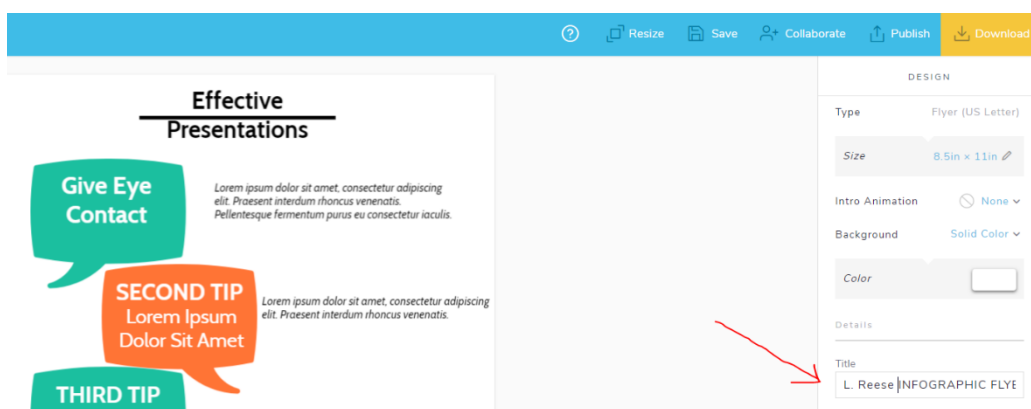 ? Resize Save Collaborate Publish Download
DESIGN
Effective
Presentations
Type Flyer (US Letter)
Size 8.5in × 11in
Give Eye
Contact
Lorem ipsum dolor sit amet, consectetur adipiscing
elit. Praesent interdum rhoncus venenatis.
Pellentesque fermentum purus eu consectetur iaculis.
Intro Animation None
Background Solid Color
Color
SECOND TIP
Lorem Ipsum
Dolor Sit Amet
Lorem ipsum dolor sit amet, consectetur adipiscing
elit. Praesent interdum rhoncus venenatis.
Details
Title
L. Reese INFOGRAPHIC FLYE
THIRD TIP